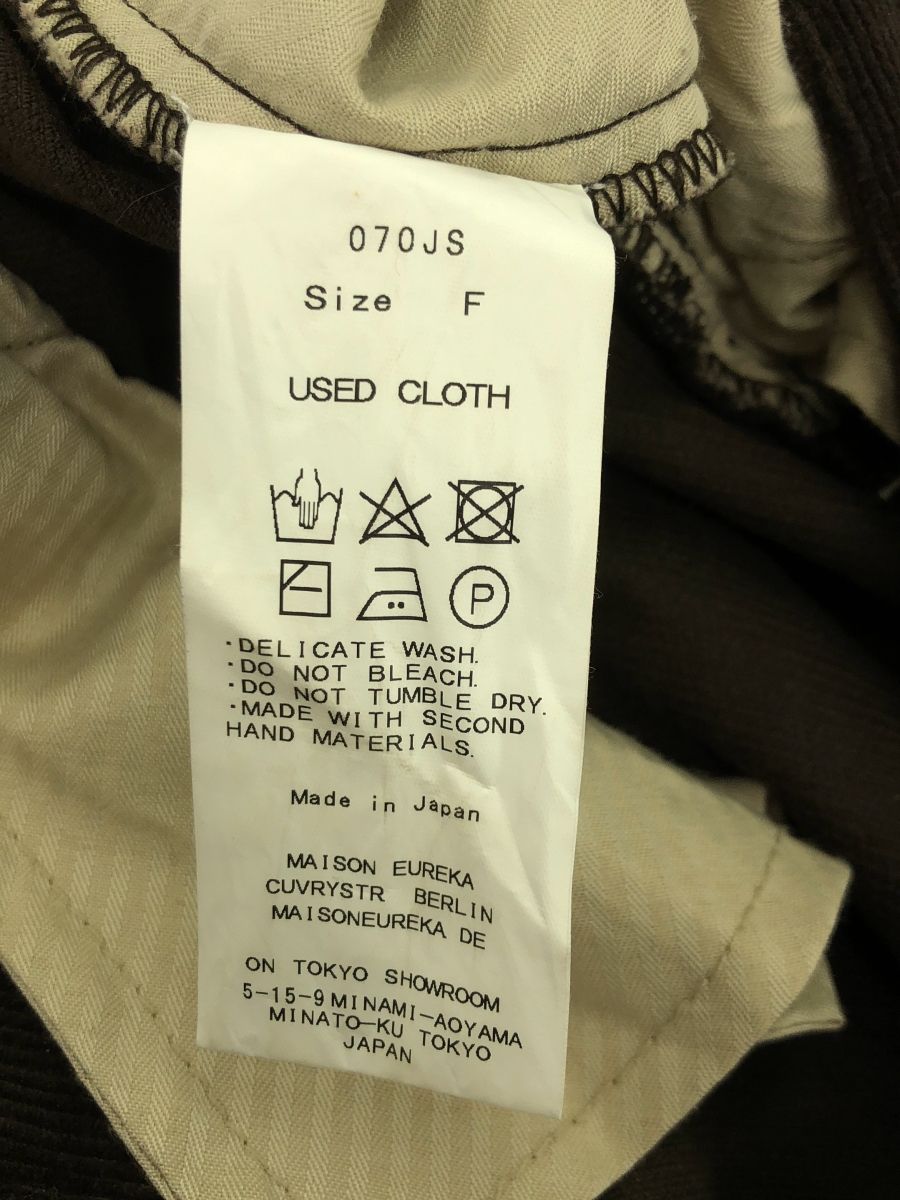 070JS
Size F
USED CLOTH
P
·DELICATE WASH.
·DO NOT BLEACH.
·DO NOT TUMBLE DRY.
·MADE WITH SECOND
HAND MATERIALS.
Made in Japan
MAISON EUREKA
CUVRYSTR BERLIN
MAISONEUREKA DE
ON TOKYO SHOWROOM
5-15-9 MINAMI-AOYAMA
MINATO-KU TOKYO
JAPAN